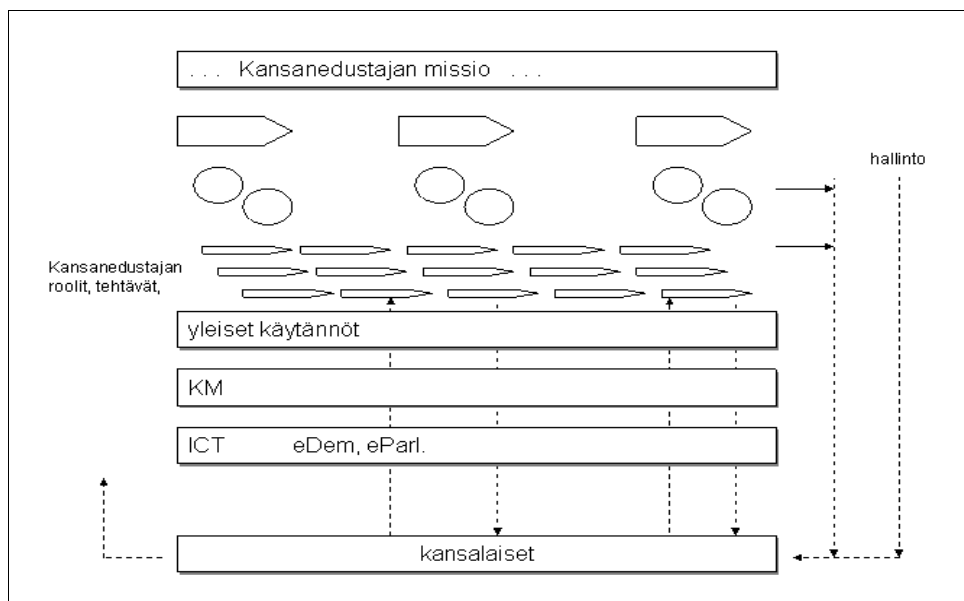 . . .   Kansanedustajan missio   . . .
hallinto
Kansanedustajan
roolit, tehtävät,
yleiset käytännöt
KM
ICT   eDem, eParl.
kansalaiset